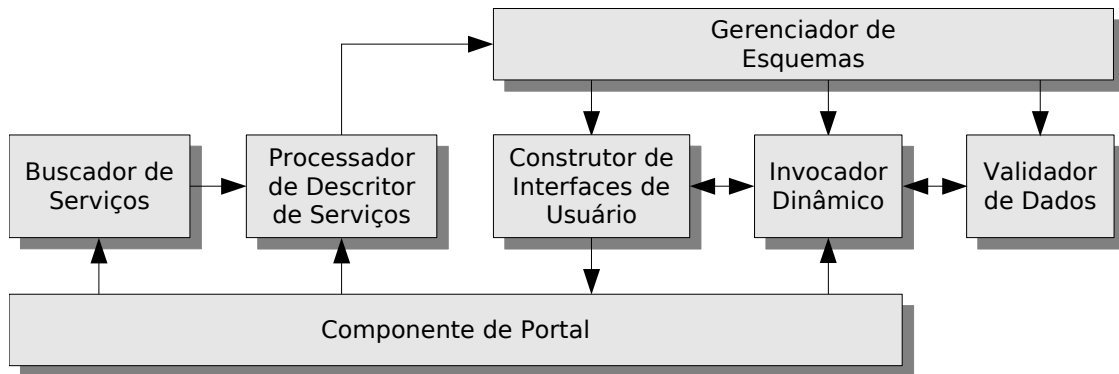 Gerenciador de
Esquemas
Buscador de
Serviços
Processador
de Descritor
de Serviços
Construtor de
Interfaces de
Usuário
Invocador
Dinâmico
Validador
de Dados
Componente de Portal